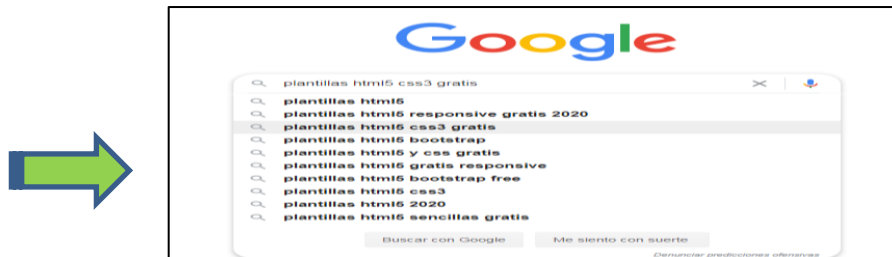 Google
plantillas html5 css3 gratis
plantillas html5
plantillas html5 responsive gratis 2020
plantillas html5 css3 gratis
plantillas html5 bootstrap
plantillas html5 y css gratis
plantillas html5 gratis responsive
plantillas html5 bootstrap free
plantillas html5 css3
plantillas html5 2020
plantillas html5 sencillas gratis
Buscar con Google Me siento con suerte
Denunciar predicciones ofensivas